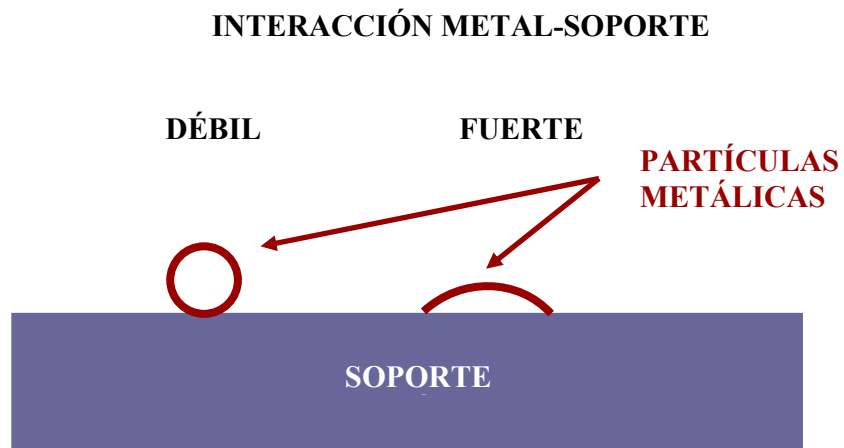 INTERACCIÓN METAL-SOPORTE
DÉBIL
FUERTE
PARTÍCULAS
METÁLICAS
SOPORTE